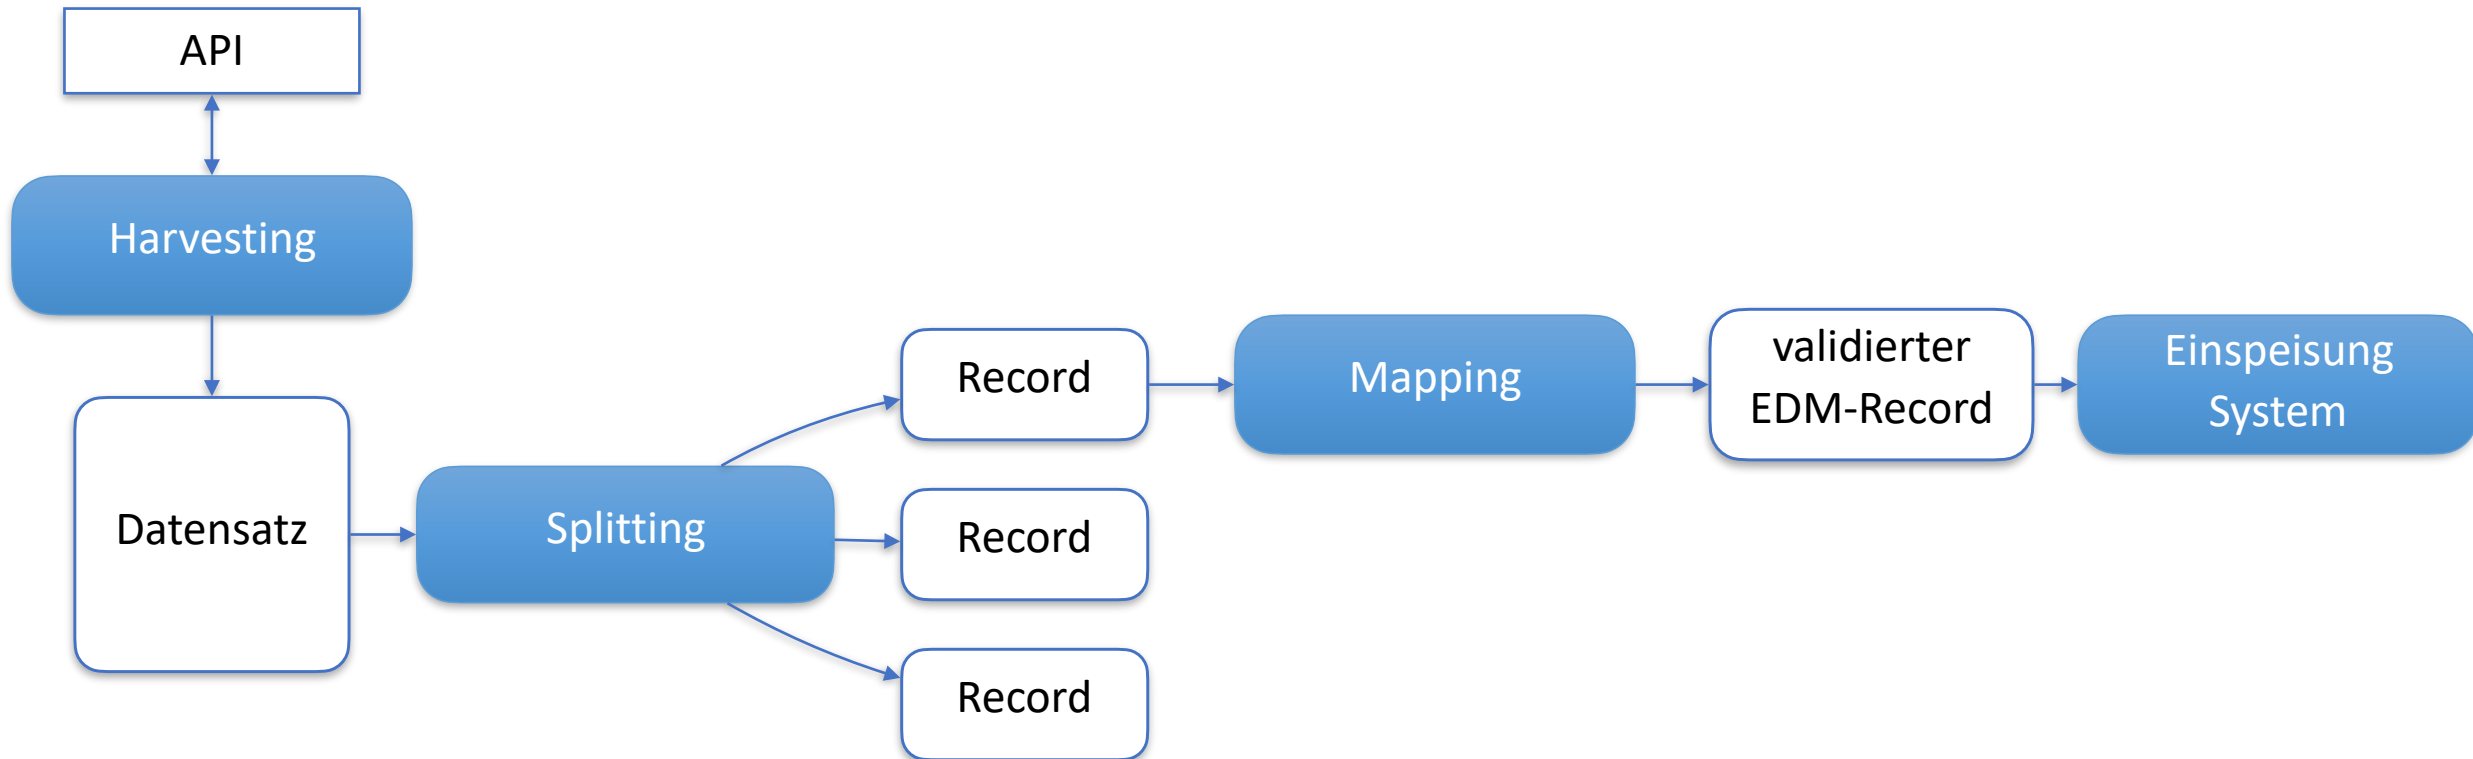 API
Harvesting
Datensatz
Splitting
Record
Record
Record
Mapping
validierter
EDM-Record
Einspeisung
System